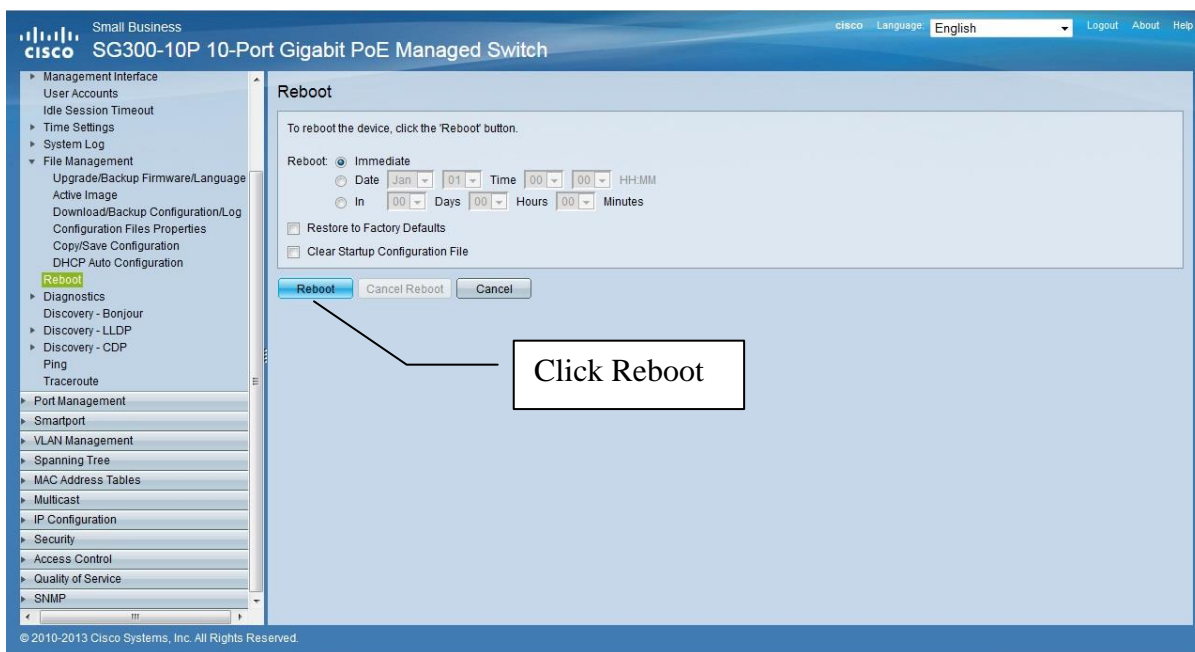 Small Business
cisco Language: English Logout About Help
cisco SG300-10P 10-Port Gigabit PoE Managed Switch
Management Interface
User Accounts
Idle Session Timeout
Time Settings
System Log
File Management
Upgrade/Backup Firmware/Language
Active Image
Download/Backup Configuration/Log
Configuration Files Properties
Copy/Save Configuration
DHCP Auto Configuration
Reboot
Diagnostics
Discovery - Bonjour
Discovery - LLDP
Discovery - CDP
Ping
Traceroute
Port Management
Smartport
VLAN Management
Spanning Tree
MAC Address Tables
Multicast
IP Configuration
Security
Access Control
Quality of Service
SNMP
Reboot
To reboot the device, click the 'Reboot' button.
Reboot: Immediate
Date Jan 01 Time 00 00 HH:MM
In 00 Days 00 Hours 00 Minutes
Restore to Factory Defaults
Clear Startup Configuration File
Reboot Cancel Reboot Cancel
Click Reboot
© 2010-2013 Cisco Systems, Inc. All Rights Reserved.